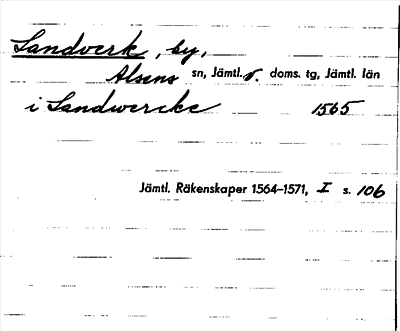 Landverk, by,
Alsens sn, Jämtl. v. doms. tg, Jämtl. län
i Landwercke 1565
Jämtl. Räkenskaper 1564–1571, I s. 106